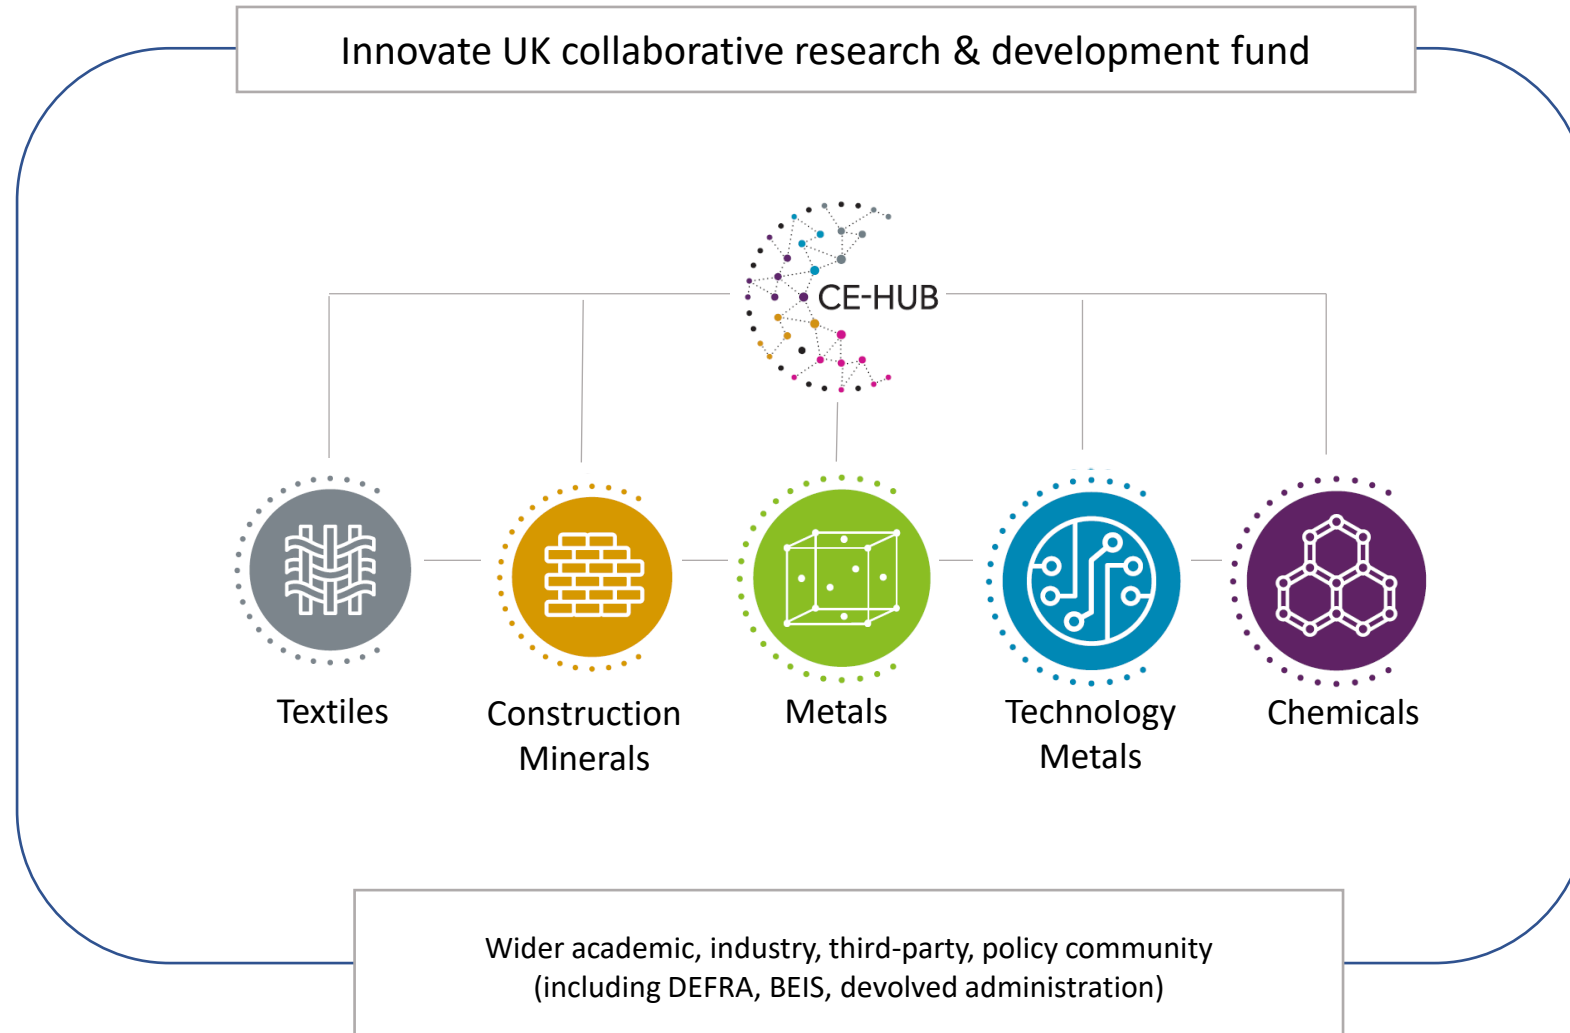 Innovate UK collaborative research & development fund
CE-HUB
Textiles
Construction
Minerals
Metals
Technology
Metals
Chemicals
Wider academic, industry, third-party, policy community
(including DEFRA, BEIS, devolved administration)